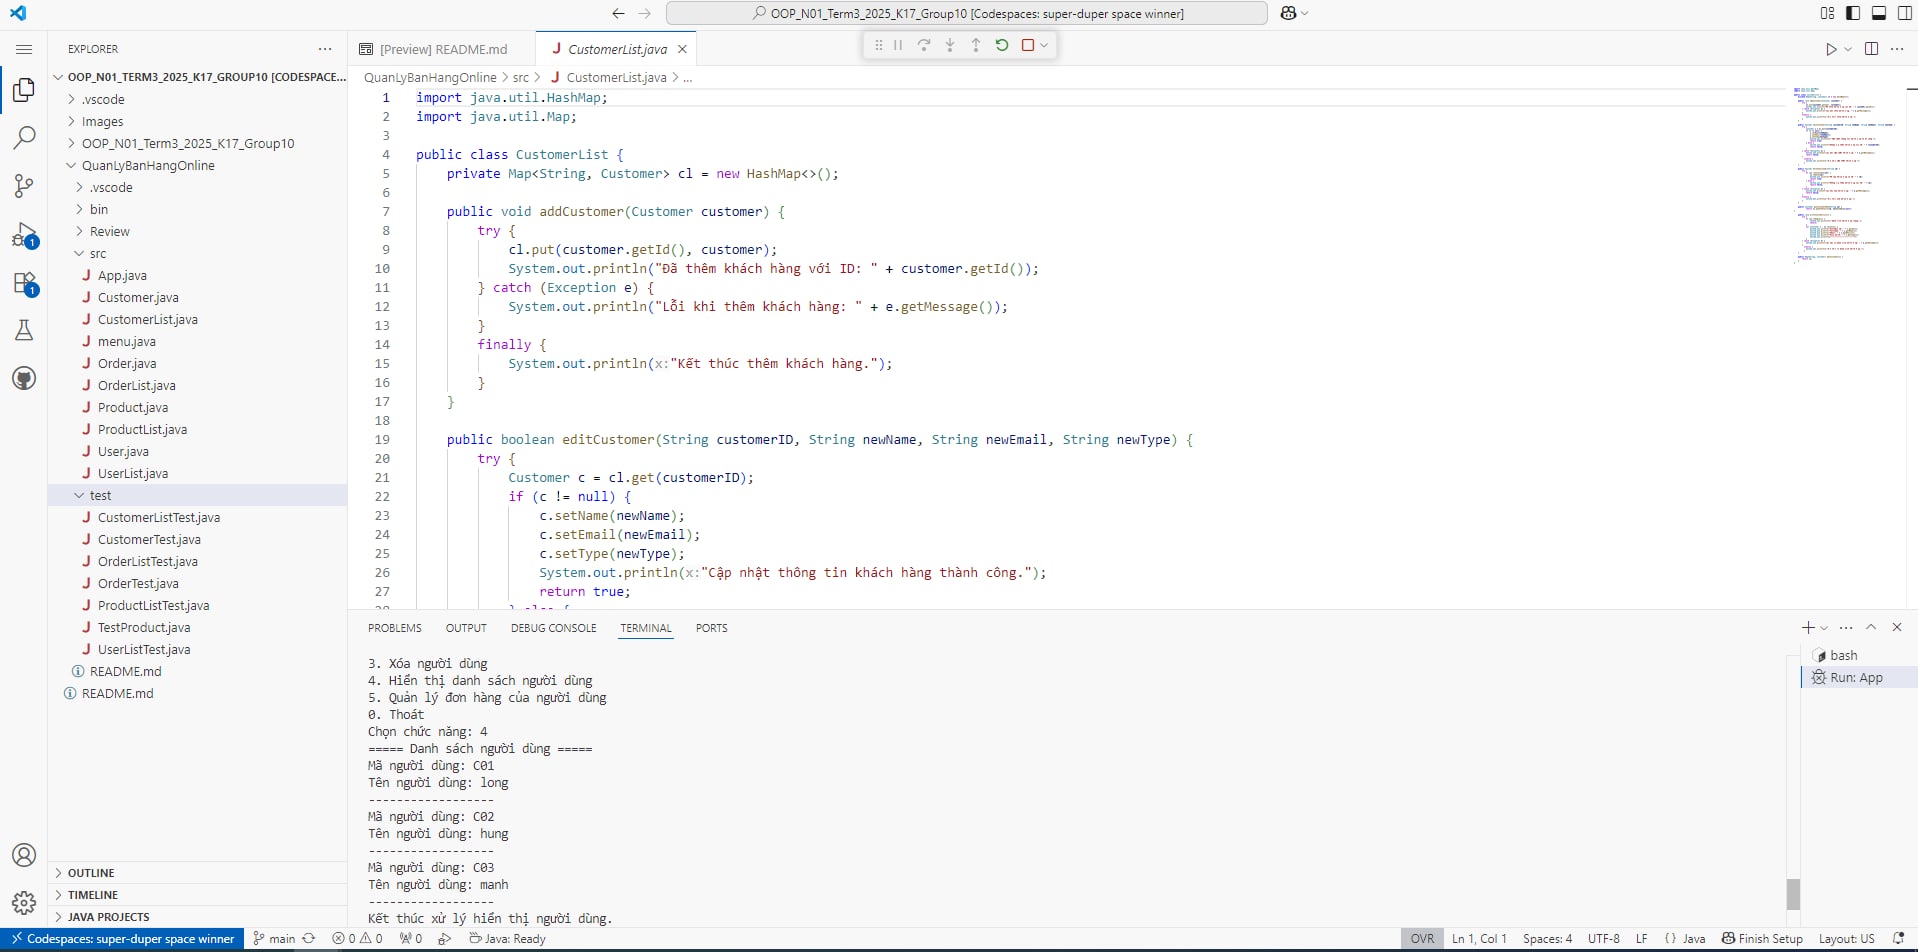 OOP_N01_Term3_2025_K17_Group10 [Codespaces: super-duper space winner]
EXPLORER
OOP_N01_TERM3_2025_K17_GROUP10 [CODESPACE...
.vscode
Images
OOP_N01_Term3_2025_K17_Group10
QuanLyBanHangOnline
.vscode
bin
Review
src
App.java
Customer.java
CustomerList.java
menu.java
Order.java
OrderList.java
Product.java
ProductList.java
User.java
UserList.java
test
CustomerListTest.java
CustomerTest.java
OrderListTest.java
OrderTest.java
ProductListTest.java
TestProduct.java
UserListTest.java
README.md
README.md
OUTLINE
TIMELINE
JAVA PROJECTS
1
1
[Preview] README.md
CustomerList.java
QuanLyBanHangOnline > src > CustomerList.java > ...
1 import java.util.HashMap;
2 import java.util.Map;
3
4 public class CustomerList {
5 private Map<String, Customer> cl = new HashMap<>();
6
7 public void addCustomer(Customer customer) {
8 try {
9 cl.put(customer.getId(), customer);
10 System.out.println("Đã thêm khách hàng với ID: " + customer.getId());
11 } catch (Exception e) {
12 System.out.println("Lỗi khi thêm khách hàng: " + e.getMessage());
13 }
14 finally {
15 System.out.println(x:"Kết thúc thêm khách hàng.");
16 }
17 }
18
19 public boolean editCustomer(String customerID, String newName, String newEmail, String newType) {
20 try {
21 Customer c = cl.get(customerID);
22 if (c != null) {
23 c.setName(newName);
24 c.setEmail(newEmail);
25 c.setType(newType);
26 System.out.println(x:"Cập nhật thông tin khách hàng thành công.");
27 return true;
28 } else {
PROBLEMS OUTPUT DEBUG CONSOLE TERMINAL PORTS
3. Xóa người dùng
4. Hiển thị danh sách người dùng
5. Quản lý đơn hàng của người dùng
0. Thoát
Chọn chức năng: 4
===== Danh sách người dùng =====
Mã người dùng: C01
Tên người dùng: long
------------------
Mã người dùng: C02
Tên người dùng: hung
------------------
Mã người dùng: C03
Tên người dùng: manh
------------------
Kết thúc xử lý hiển thị người dùng.
bash
Run: App
Codespaces: super-duper space winner main 0 0 0 Java: Ready OVR Ln 1, Col 1 Spaces: 4 UTF-8 LF {} Java Finish Setup Layout: US